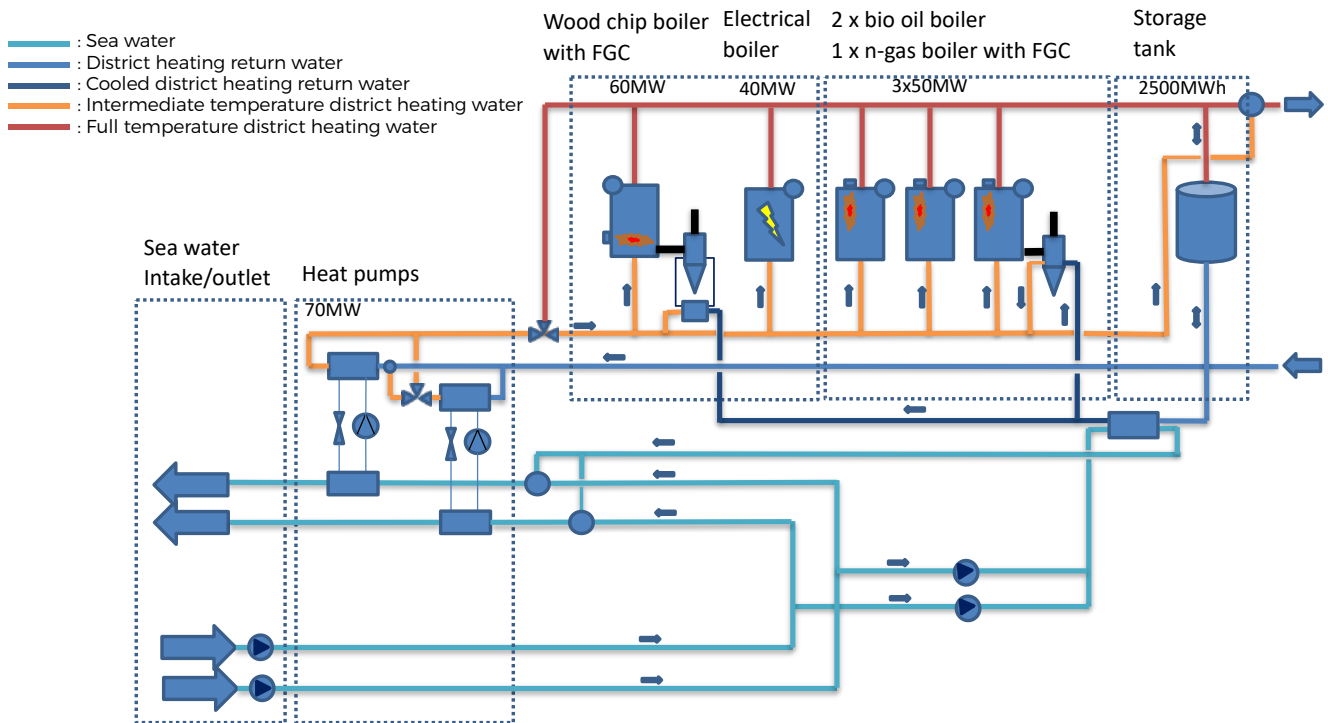 Wood chip boiler
with FGC
Electrical
boiler
2 x bio oil boiler
1 x n-gas boiler with FGC
Storage
tank
: Sea water
: District heating return water
: Cooled district heating return water
: Intermediate temperature district heating water
: Full temperature district heating water
60MW
40MW
3x50MW
2500MWh
Sea water
Intake/outlet
Heat pumps
70MW